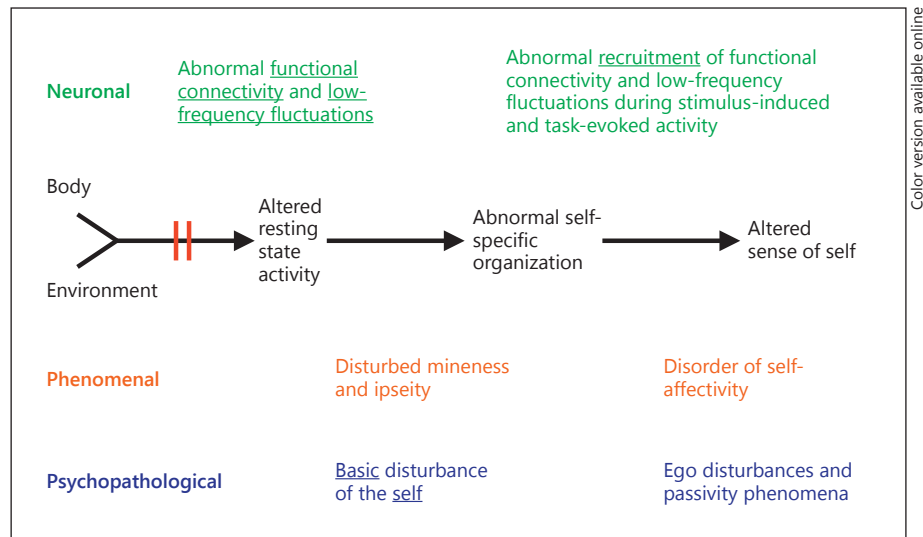 Neuronal
Abnormal functional
connectivity and low-
frequency fluctuations
Abnormal recruitment of functional
connectivity and low-frequency
fluctuations during stimulus-induced
and task-evoked activity
Body
Environment
Altered
resting
state
activity
Abnormal self-
specific
organization
Altered
sense of self
Phenomenal
Disturbed mineness
and ipseity
Disorder of self-
affectivity
Psychopathological
Basic disturbance
of the self
Ego disturbances and
passivity phenomena
Color version available online